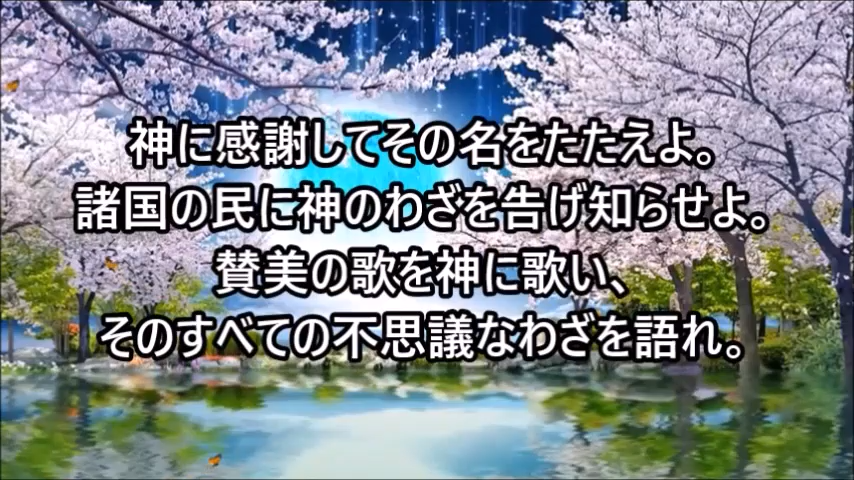 神に感謝してその名をたたえよ。
諸国の民に神のわざを告げ知らせよ。
賛美の歌を神に歌い、
そのすべての不思議なわざを語れ。